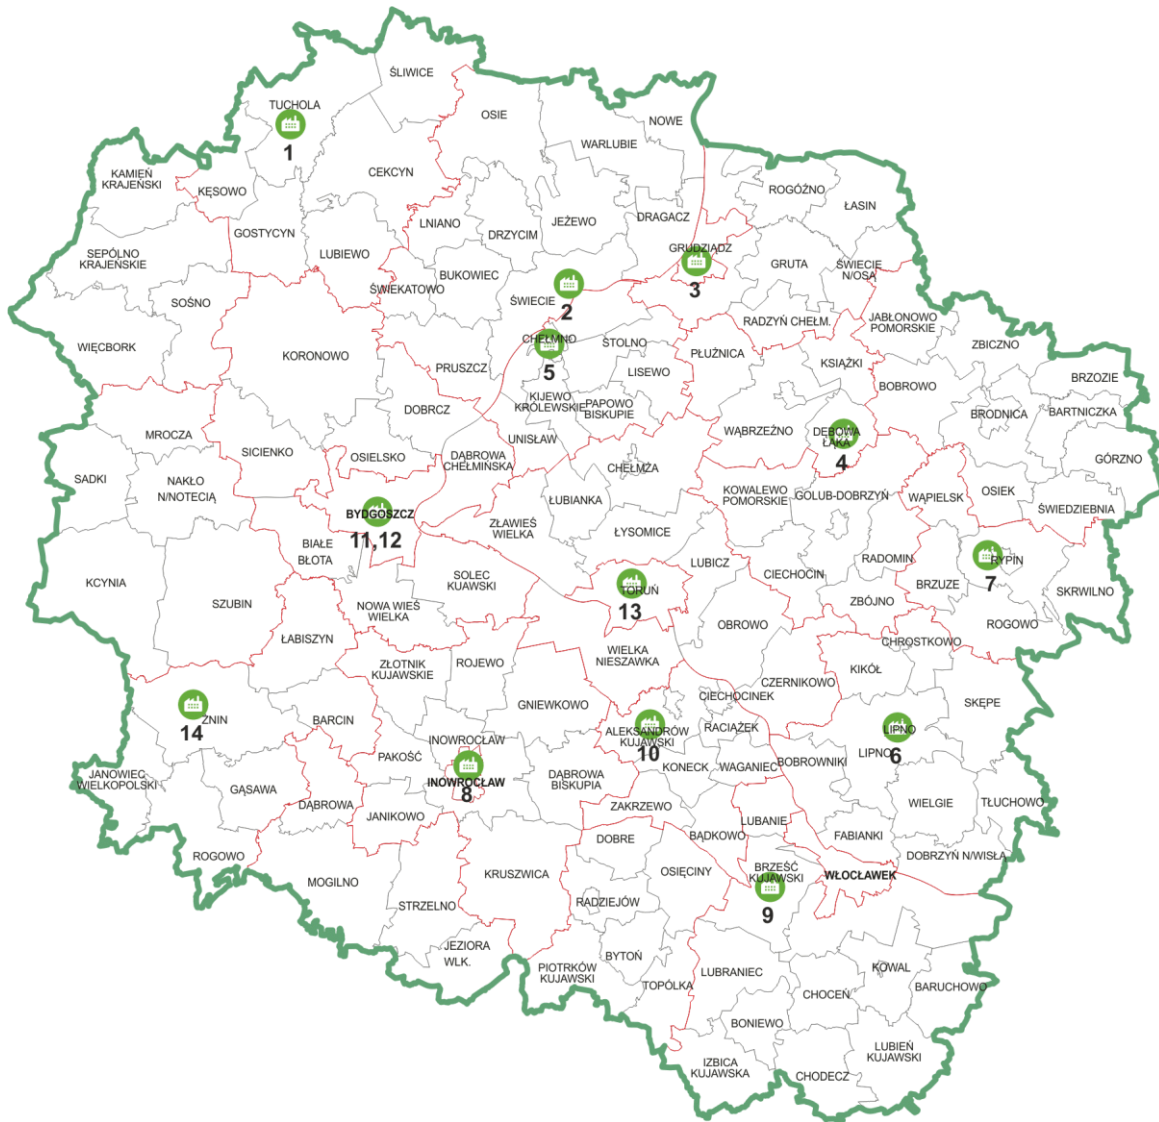 ŚLIWICE
TUCHOLA
1
OSIE
NOWE
WARLUBIE
KAMIEŃ
KRAJEŃSKI
KĘSOWO
CEKCYN
ROGÓŹNO
ŁASIN
GOSTYCYN
LUBIEWO
LNIANO
DRZYCIM
JEŻEWO
DRAGACZ
GRUDZIĄDZ
3
GRUTA
ŚWIECIE
N/OSĄ
SĘPÓLNO
KRAJEŃSKIE
SOŚNO
BUKOWIEC
ŚWIEKATOWO
ŚWIECIE
2
RADZYŃ CHEŁM.
JABŁONOWO
POMORSKIE
ZBICZNO
WIĘCBORK
KORONOWO
PRUSZCZ
CHEŁMNO
5
STOLNO
LISEWO
PŁUŻNICA
KSIĄŻKI
BOBROWO
BRZOZIE
BARTNICZKA
BRODNICA
DOBRCZ
KIJEWO
KRÓLEWSKIE
PAPOWO
BISKUPIE
UNISŁAW
WĄBRZEŹNO
DĘBOWA
ŁĄKA
4
GÓRZNO
MROCZA
SICIENKO
OSIELSKO
DĄBROWA
CHEŁMIŃSKA
CHEŁMŻA
SADKI
NAKŁO
N/NOTECIĄ
ŁUBIANKA
KOWALEWO
POMORSKIE
GOLUB-DOBRZYŃ
WĄPIELSK
OSIEK
ŚWIEDZIEBNIA
BYDGOSZCZ
11,12
ZŁAWIEŚ
WIELKA
ŁYSOMICE
BIAŁE
BŁOTA
LUBICZ
RADOMIN
RYPIN
7
KCYNIA
SZUBIN
SOLEC
KUAWSKI
TORUŃ
13
CIECHOCIN
BRZUZE
SKRWILNO
NOWA WIEŚ
WIELKA
ZBÓJNO
ROGOWO
ŁABISZYN
OBROWO
CHROSTKOWO
ZŁOTNIK
KUJAWSKIE
ROJEWO
WIELKA
NIESZAWKA
KIKÓŁ
CZERNIKOWO
CIECHOCINEK
GNIEWKOWO
SKĘPE
ŻNIN
14
BARCIN
RACIĄŻEK
ALEKSANDRÓW
KUJAWSKI
10
LIPNO
LIPNO
6
INOWROCŁAW
PAKOŚĆ
KONECK
WAGANIEC
BOBROWNIKI
JANOWIEC
WIELKOPOLSKI
INOWROCŁAW
8
DĄBROWA
BISKUPIA
GĄSAWA
DĄBROWA
JANIKOWO
ZAKRZEWO
LUBANIE
WIELGIE
TŁUCHOWO
BĄDKOWO
FABIANKI
DOBRE
ROGOWO
DOBRZYŃ N/WISŁĄ
MOGILNO
KRUSZWICA
OSIĘCINY
BRZEŚĆ
KUJAWSKI
9
WŁOCŁAWEK
STRZELNO
RADZIEJÓW
JEZIORA
WLK.
BYTOŃ
PIOTRKÓW
KUJAWSKI
TOPÓLKA
LUBRANIEC
KOWAL
BARUCHOWO
CHOCEŃ
BONIEWO
LUBIEŃ
KUJAWSKI
IZBICA
KUJAWSKA
CHODECZ